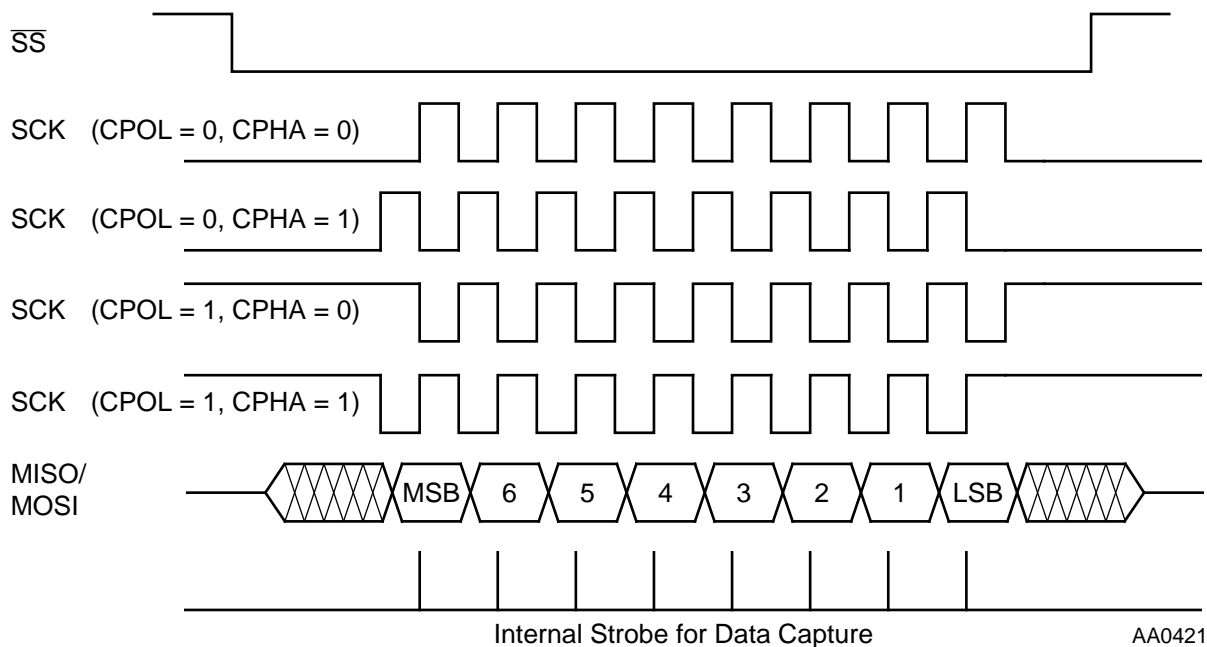 SS
SCK (CPOL = 0, CPHA = 0)
SCK (CPOL = 0, CPHA = 1)
SCK (CPOL = 1, CPHA = 0)
SCK (CPOL = 1, CPHA = 1)
MISO/
MOSI
MSB 6 5 4 3 2 1 LSB
Internal Strobe for Data Capture
AA0421